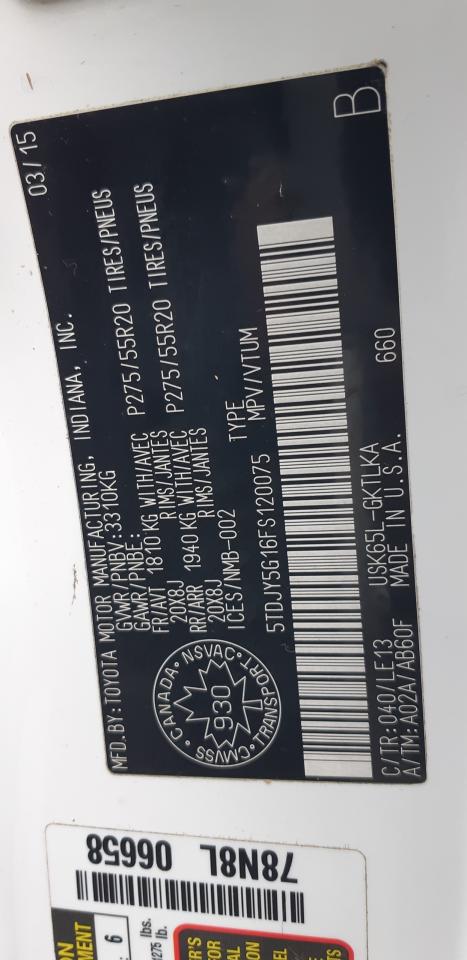 MFD.BY:TOYOTA MOTOR MANUFACTURING, INDIANA, INC. 03/15
GVWR/PNBV:3310KG
GAWR/PNBE:
FR/AVT 1810 KG WITH/AVEC P275/55R20 TIRES/PNEUS
20X8J RIMS/JANTES
RR/ARR 1940 KG WITH/AVEC P275/55R20 TIRES/PNEUS
20X8J RIMS/JANTES
ICES/NMB-002 TYPE
MPV/VTUM
CANADA • NSVAC • TRANSPORT • CMVSS •
930
5TDJY5G16FS120075
C/TR:040/LE13 USK65L-GKTLKA 660
A/TM:A02A/AB60F MADE IN U.S.A. B
78N8L 06658
6
lbs.